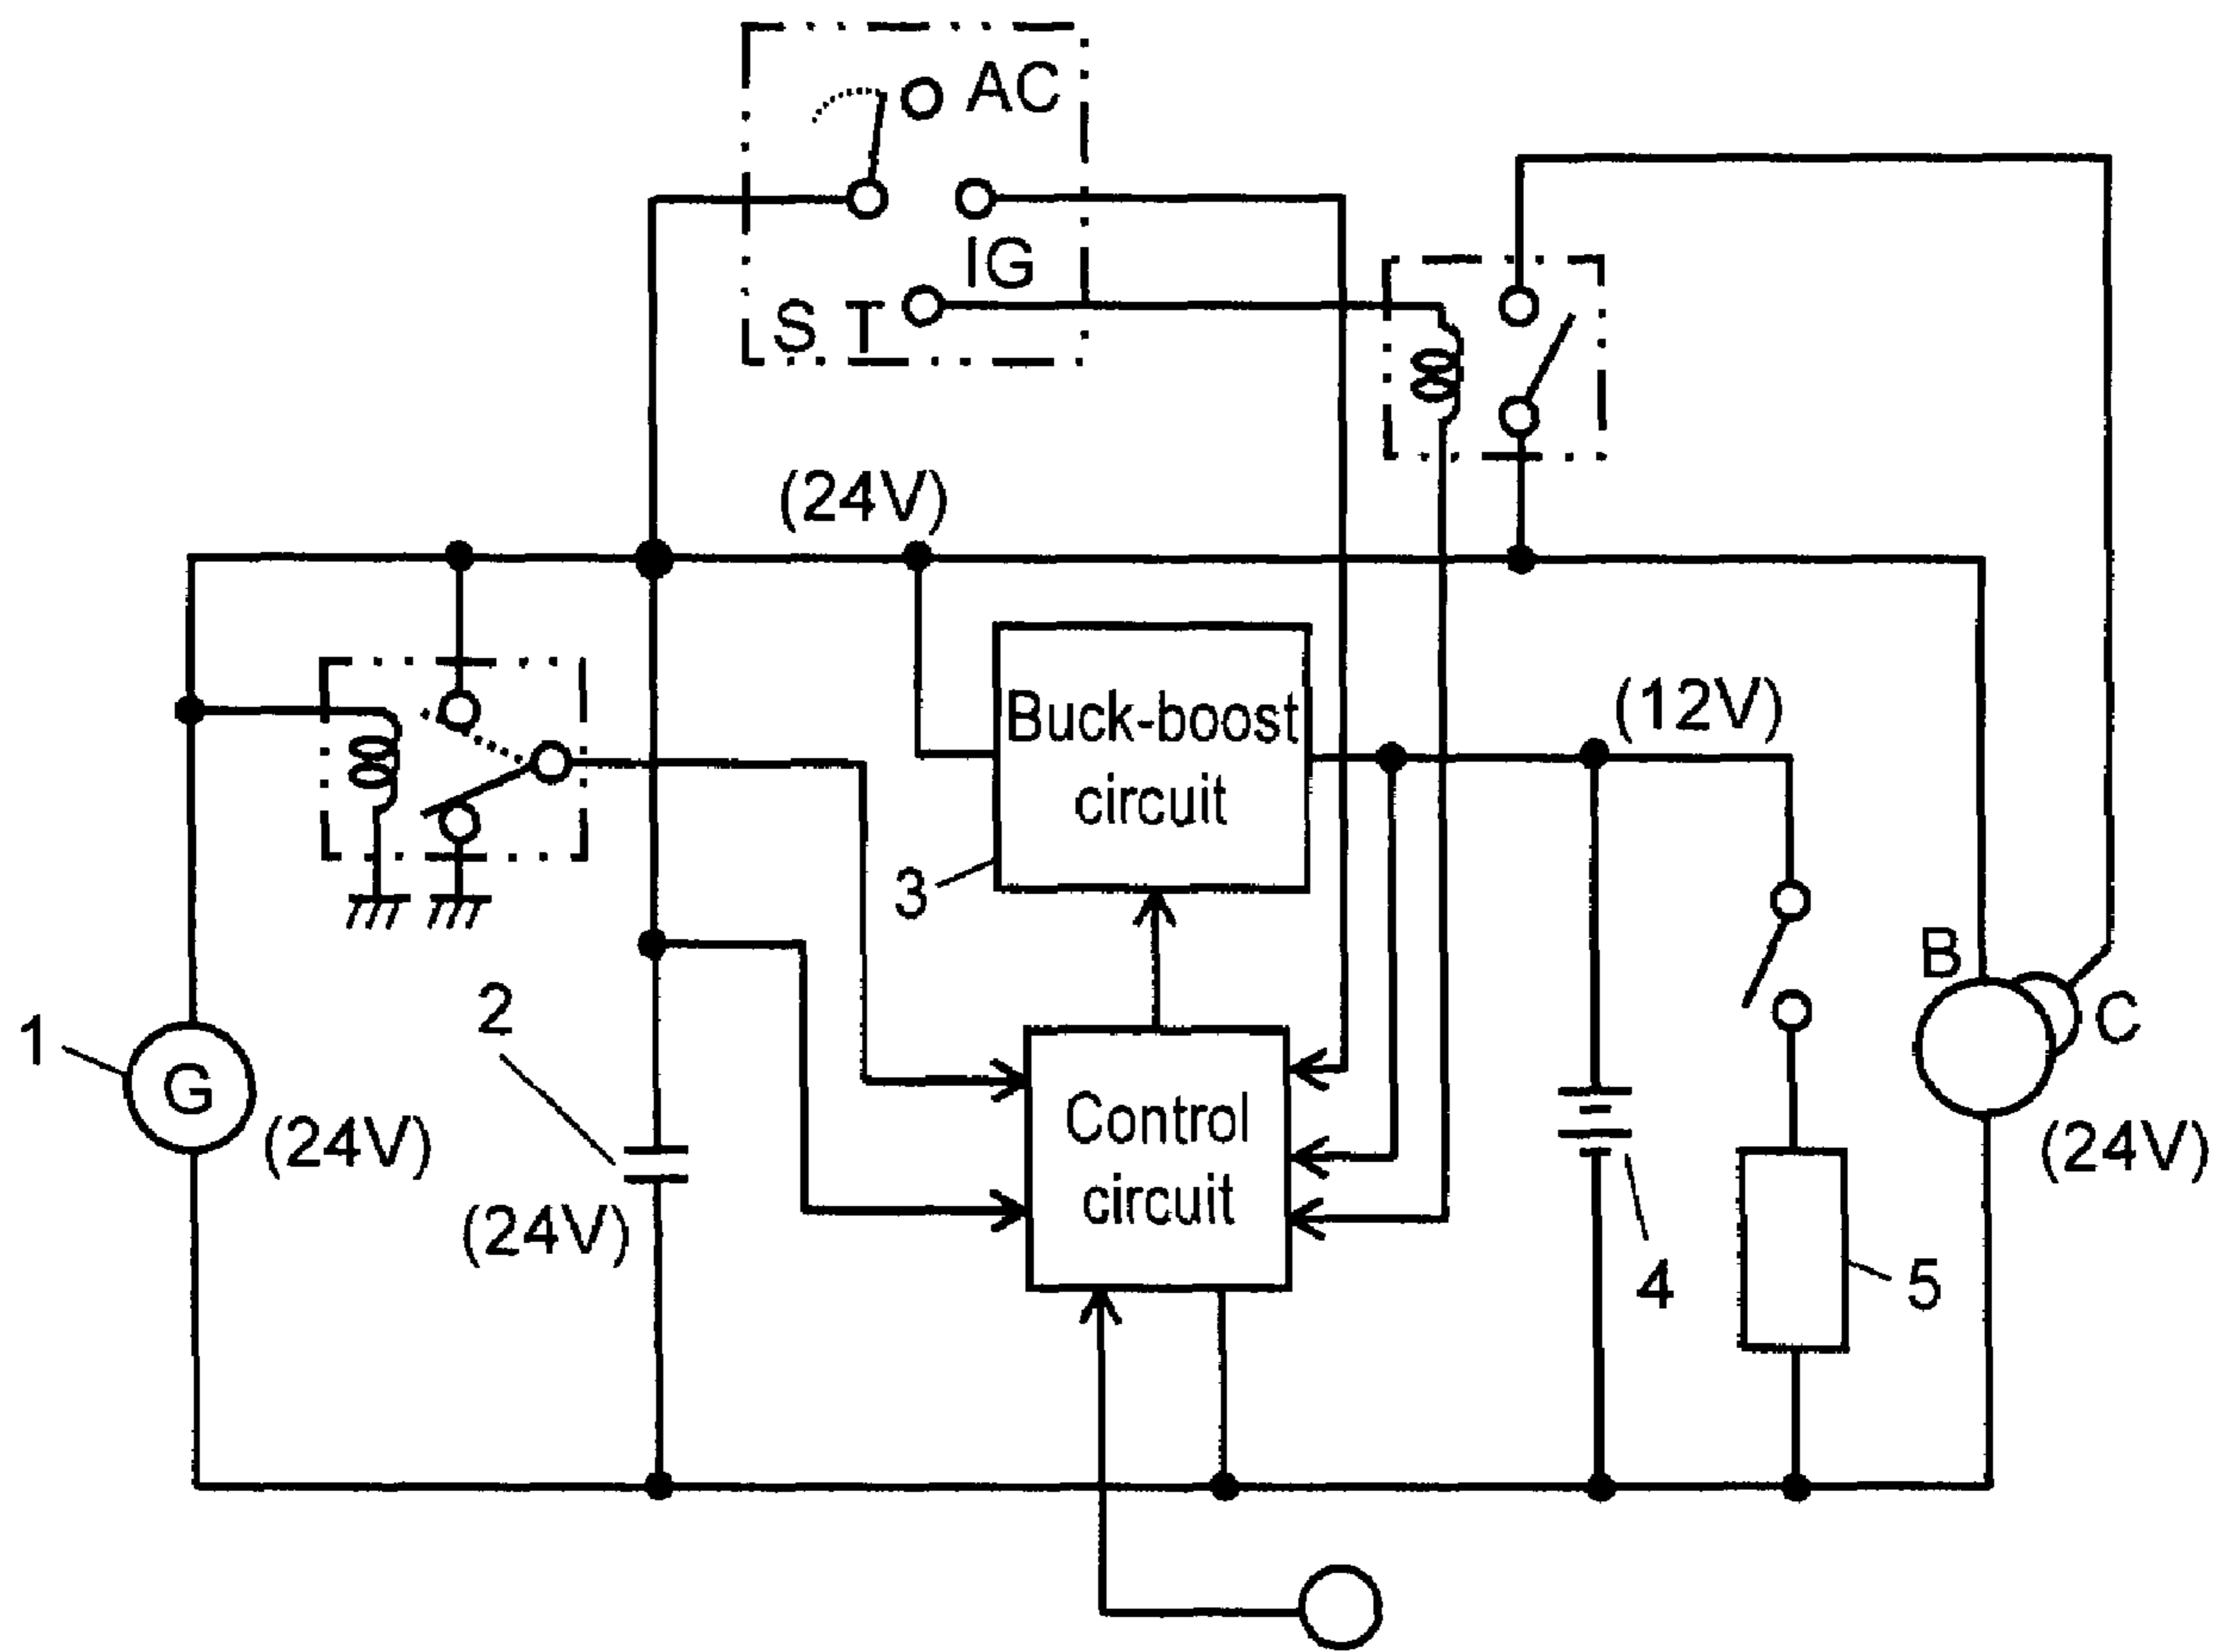 AC
IG
S T
(24V)
Buck-boost
circuit
(12V)
3
B
C
2
1
G
(24V)
Control
circuit
(24V)
(24V)
4
5